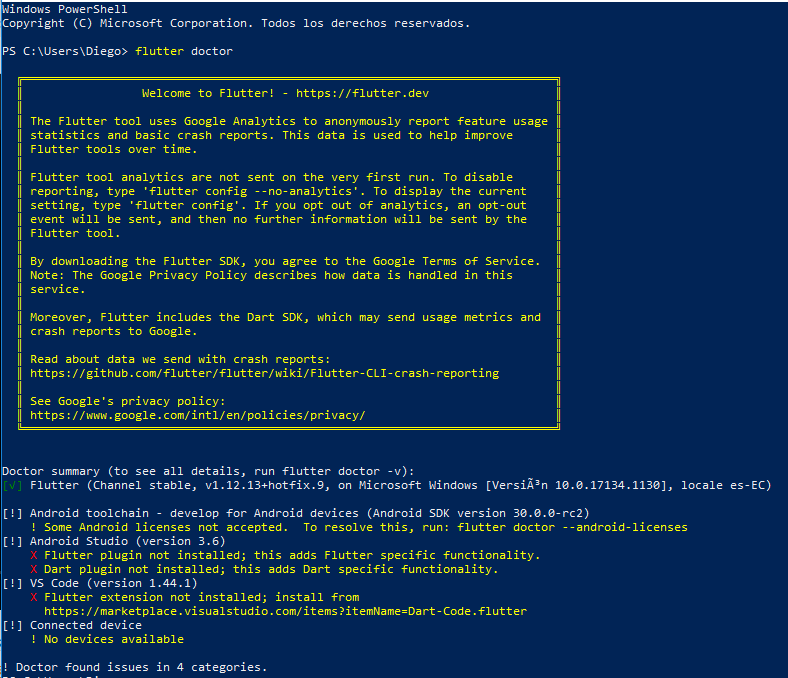 Windows PowerShell
Copyright (C) Microsoft Corporation. Todos los derechos reservados.
PS C:\Users\Diego> flutter doctor
Welcome to Flutter! - https://flutter.dev
The Flutter tool uses Google Analytics to anonymously report feature usage
statistics and basic crash reports. This data is used to help improve
Flutter tools over time.
Flutter tool analytics are not sent on the very first run. To disable
reporting, type 'flutter config --no-analytics'. To display the current
setting, type 'flutter config'. If you opt out of analytics, an opt-out
event will be sent, and then no further information will be sent by the
Flutter tool.
By downloading the Flutter SDK, you agree to the Google Terms of Service.
Note: The Google Privacy Policy describes how data is handled in this
service.
Moreover, Flutter includes the Dart SDK, which may send usage metrics and
crash reports to Google.
Read about data we send with crash reports:
https://github.com/flutter/flutter/wiki/Flutter-CLI-crash-reporting
See Google's privacy policy:
https://www.google.com/intl/en/policies/privacy/
Doctor summary (to see all details, run flutter doctor -v):
[√] Flutter (Channel stable, v1.12.13+hotfix.9, on Microsoft Windows [VersiÃ³n 10.0.17134.1130], locale es-EC)
[!] Android toolchain - develop for Android devices (Android SDK version 30.0.0-rc2)
! Some Android licenses not accepted.  To resolve this, run: flutter doctor --android-licenses
[!] Android Studio (version 3.6)
X Flutter plugin not installed; this adds Flutter specific functionality.
X Dart plugin not installed; this adds Dart specific functionality.
[!] VS Code (version 1.44.1)
X Flutter extension not installed; install from
https://marketplace.visualstudio.com/items?itemName=Dart-Code.flutter
[!] Connected device
! No devices available
! Doctor found issues in 4 categories.